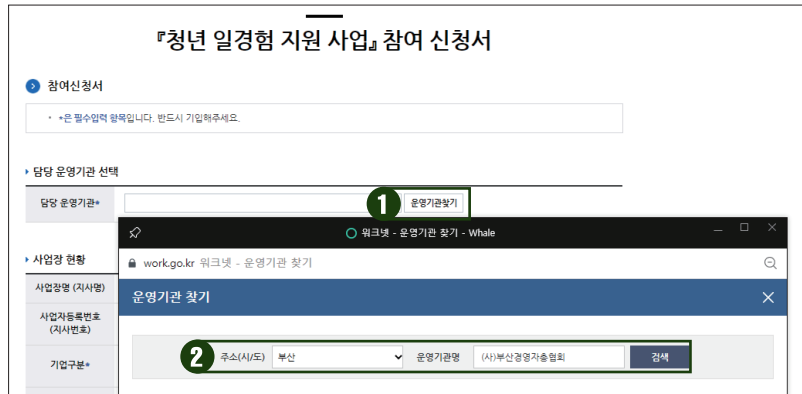 『청년 일경험 지원 사업』 참여 신청서
참여신청서
• *은 필수입력 항목입니다. 반드시 기입해주세요.
담당 운영기관 선택
담당 운영기관* 1 운영기관찾기
워크넷 - 운영기관 찾기 - Whale
사업장 현황
work.go.kr 워크넷 - 운영기관 찾기
사업장명 (지사명)
운영기관 찾기
사업자등록번호
(지사번호)
2 주소(시/도) 부산 운영기관명 (사)부산경영자총협회 검색
기업구분*